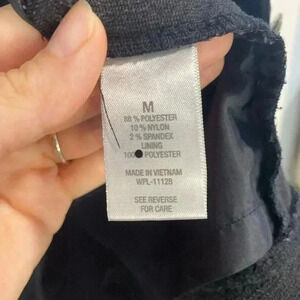 M
88% POLYESTER
10% NYLON
2% SPANDEX
LINING
100% POLYESTER
MADE IN VIETNAM
WPL-11128
SEE REVERSE
FOR CARE